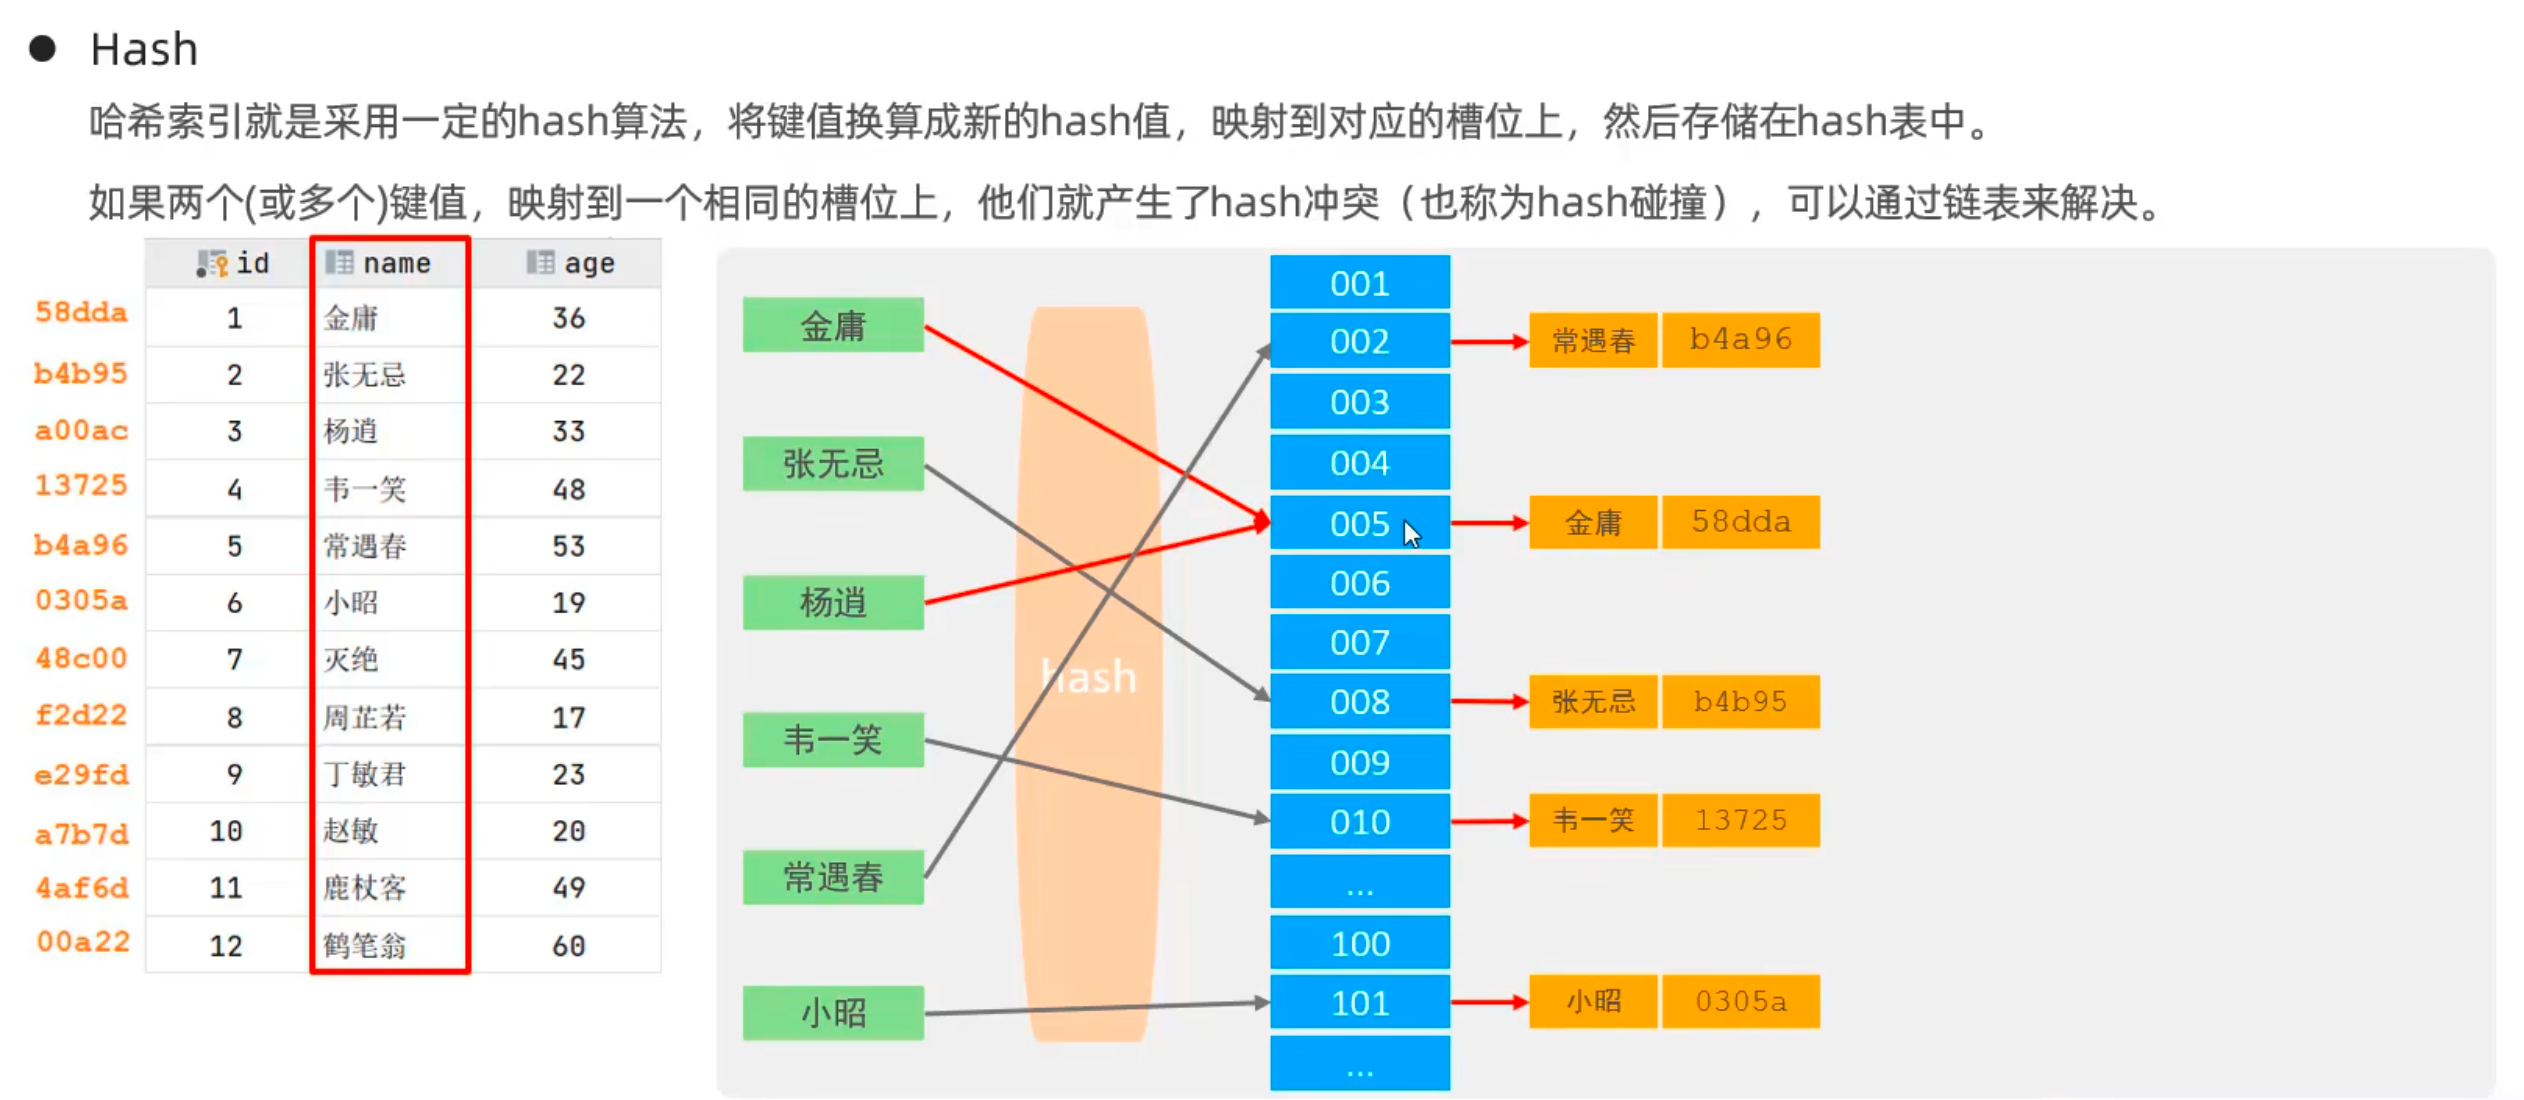 Hash
哈希索引就是采用一定的hash算法，将键值换算成新的hash值，映射到对应的槽位上，然后存储在hash表中。
如果两个(或多个)键值，映射到一个相同的槽位上，他们就产生了hash冲突（也称为hash碰撞），可以通过链表来解决。
id name age
58dda 1 金庸 36
b4b95 2 张无忌 22
a00ac 3 杨逍 33
13725 4 韦一笑 48
b4a96 5 常遇春 53
0305a 6 小昭 19
48c00 7 灭绝 45
f2d22 8 周芷若 17
e29fd 9 丁敏君 23
a7b7d 10 赵敏 20
4af6d 11 鹿杖客 49
00a22 12 鹤笔翁 60
金庸
张无忌
杨逍
韦一笑
常遇春
小昭
hash
001
002 常遇春 b4a96
003
004
005 金庸 58dda
006
007
008 张无忌 b4b95
009
010 韦一笑 13725
...
100
101 小昭 0305a
...